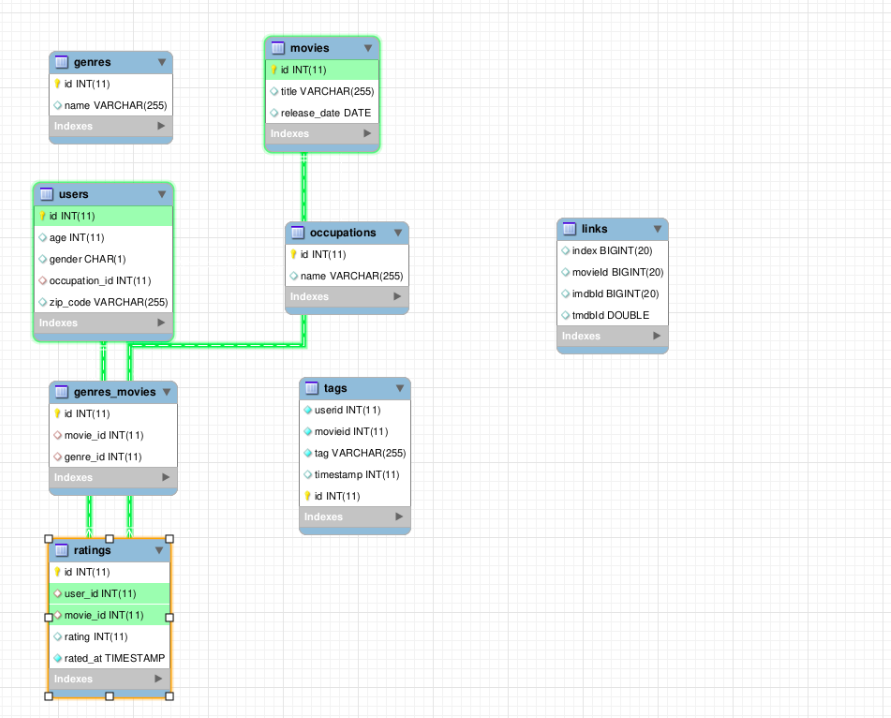 genres
id INT(11)
name VARCHAR(255)
Indexes
movies
id INT(11)
title VARCHAR(255)
release_date DATE
Indexes
users
id INT(11)
age INT(11)
gender CHAR(1)
occupation_id INT(11)
zip_code VARCHAR(255)
Indexes
occupations
id INT(11)
name VARCHAR(255)
Indexes
links
index BIGINT(20)
movieId BIGINT(20)
imdbId BIGINT(20)
tmdbId DOUBLE
Indexes
genres_movies
id INT(11)
movie_id INT(11)
genre_id INT(11)
Indexes
tags
userid INT(11)
movieid INT(11)
tag VARCHAR(255)
timestamp INT(11)
id INT(11)
Indexes
ratings
id INT(11)
user_id INT(11)
movie_id INT(11)
rating INT(11)
rated_at TIMESTAMP
Indexes